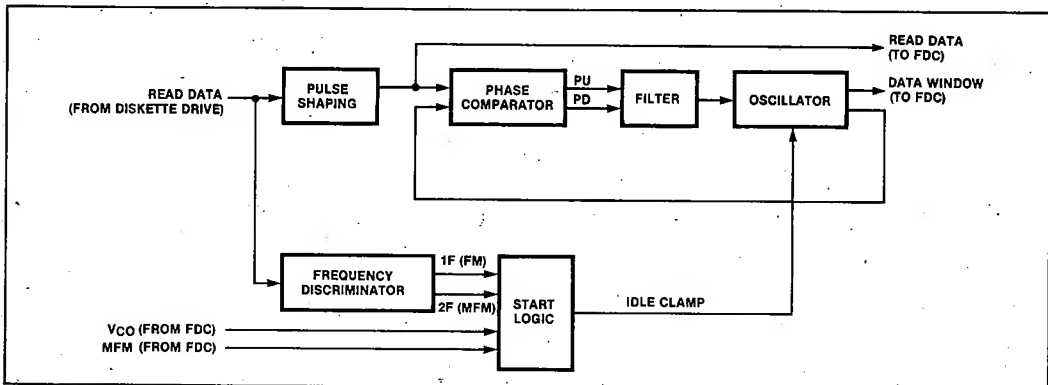 READ DATA
(TO FDC)
READ DATA
(FROM DISKETTE DRIVE)
PULSE
SHAPING
PHASE
COMPARATOR
PU
PD
FILTER
OSCILLATOR
DATA WINDOW
(TO FDC)
FREQUENCY
DISCRIMINATOR
1F (FM)
2F (MFM)
START
LOGIC
IDLE CLAMP
VCO (FROM FDC)
MFM (FROM FDC)